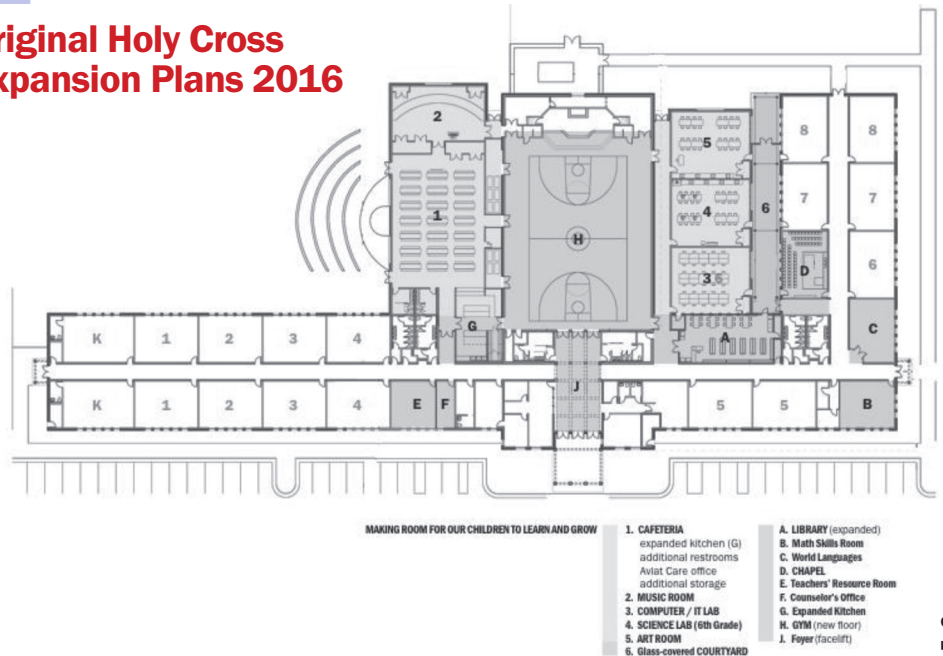 riginal Holy Cross
xpansion Plans 2016
2
5
8
8
1
H
4
6
7
7
3
6
D
6
G
A
C
K
1
2
3
4
J
K
1
2
3
4
E
F
5
5
B
MAKING ROOM FOR OUR CHILDREN TO LEARN AND GROW
1. CAFETERIA
expanded kitchen (G)
additional restrooms
Aviat Care office
additional storage
2. MUSIC ROOM
3. COMPUTER / IT LAB
4. SCIENCE LAB (6th Grade)
5. ART ROOM
6. Glass-covered COURTYARD
A. LIBRARY (expanded)
B. Math Skills Room
C. World Languages
D. CHAPEL
E. Teachers' Resource Room
F. Counselor's Office
G. Expanded Kitchen
H. GYM (new floor)
J. Foyer (facelift)